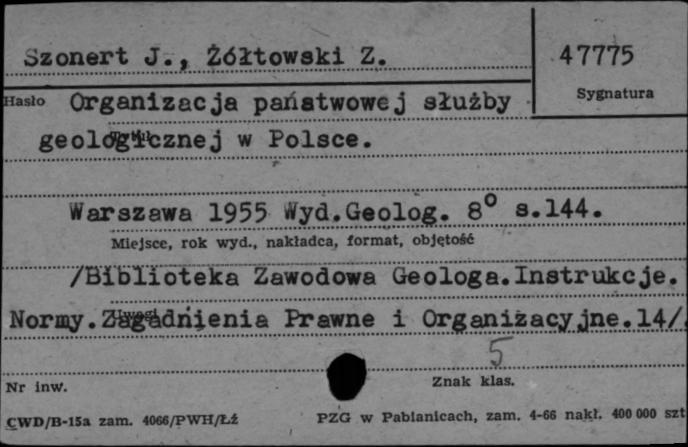 Szonert J., Żółtowski Z.
47775
Sygnatura
Hasło Organizacja państwowej służby
geologicznej w Polsce.
Warszawa 1955 Wyd.Geolog. 8° s.144.
Miejsce, rok wyd., nakładca, format, objętość
/Biblioteka Zawodowa Geologa.Instrukcje.
Normy.Zagadnienia Prawne i Organizacyjne.14/.
Uwagi
5
Nr inw.
Znak klas.
CWD/B-15a zam. 4066/PWH/Łź
PZG w Pabianicach, zam. 4-66 nakł. 400 000 szt